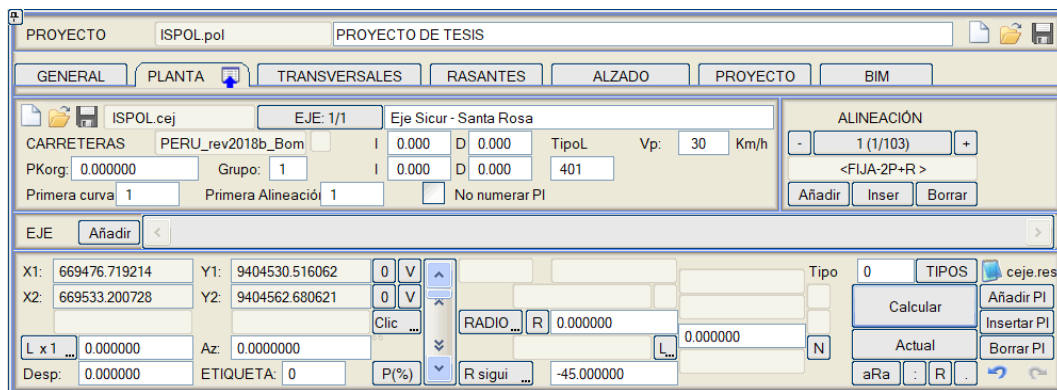 PROYECTO ISPOL.pol PROYECTO DE TESIS
GENERAL PLANTA TRANSVERSALES RASANTES ALZADO PROYECTO BIM
ISPOL.cej EJE: 1/1 Eje Sicur - Santa Rosa ALINEACIÓN
CARRETERAS PERU_rev2018b_Bom I 0.000 D 0.000 TipoL Vp: 30 Km/h - 1 (1/103) +
PKorg: 0.000000 Grupo: 1 I 0.000 D 0.000 401 <FIJA-2P+R >
Primera curva 1 Primera Alineación 1 No numerar PI Añadir Inser Borrar
EJE Añadir < >
X1: 669476.719214 Y1: 9404530.516062 0 V Tipo 0 TIPOS ceje.res
X2: 669533.200728 Y2: 9404562.680621 0 V Calcular Añadir PI
Clic ... RADIO... R 0.000000 0.000000 Insertar PI
L x 1 ... 0.000000 Az: 0.0000000 L... N Actual Borrar PI
Desp: 0.000000 ETIQUETA: 0 P(%) R sigui ... -45.000000 aRa : R .